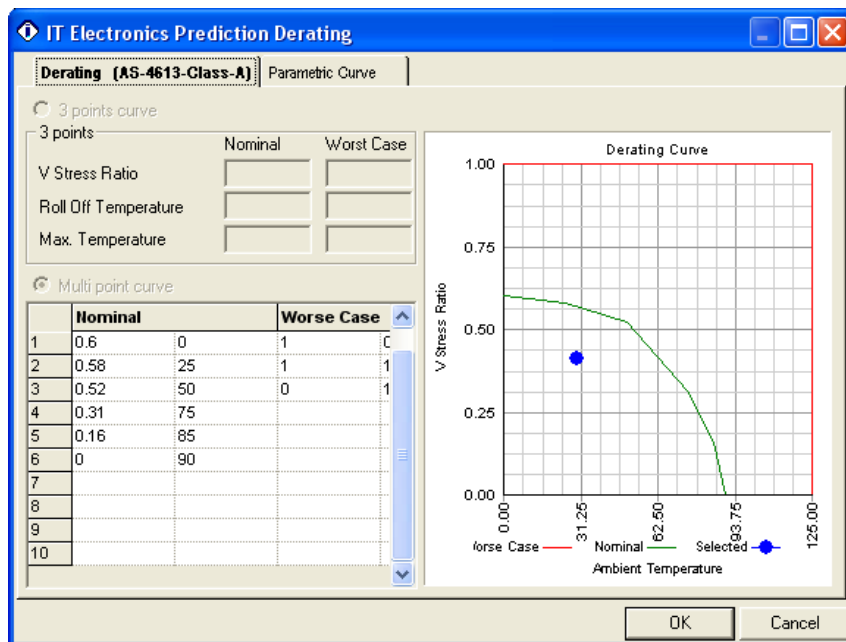 IT Electronics Prediction Derating
Derating (AS-4613-Class-A) Parametric Curve
3 points curve
3 points
Nominal Worst Case
V Stress Ratio
Roll Off Temperature
Max. Temperature
Multi point curve
Nominal Worse Case
1 0.6 0 1
2 0.58 25 1 1
3 0.52 50 0 1
4 0.31 75
5 0.16 85
6 0 90
7
8
9
10
Derating Curve
1.00
0.75
0.50
0.25
0.00
V Stress Ratio
0.00 31.25 62.50 93.75 125.00
Worse Case Nominal Selected
Ambient Temperature
OK Cancel